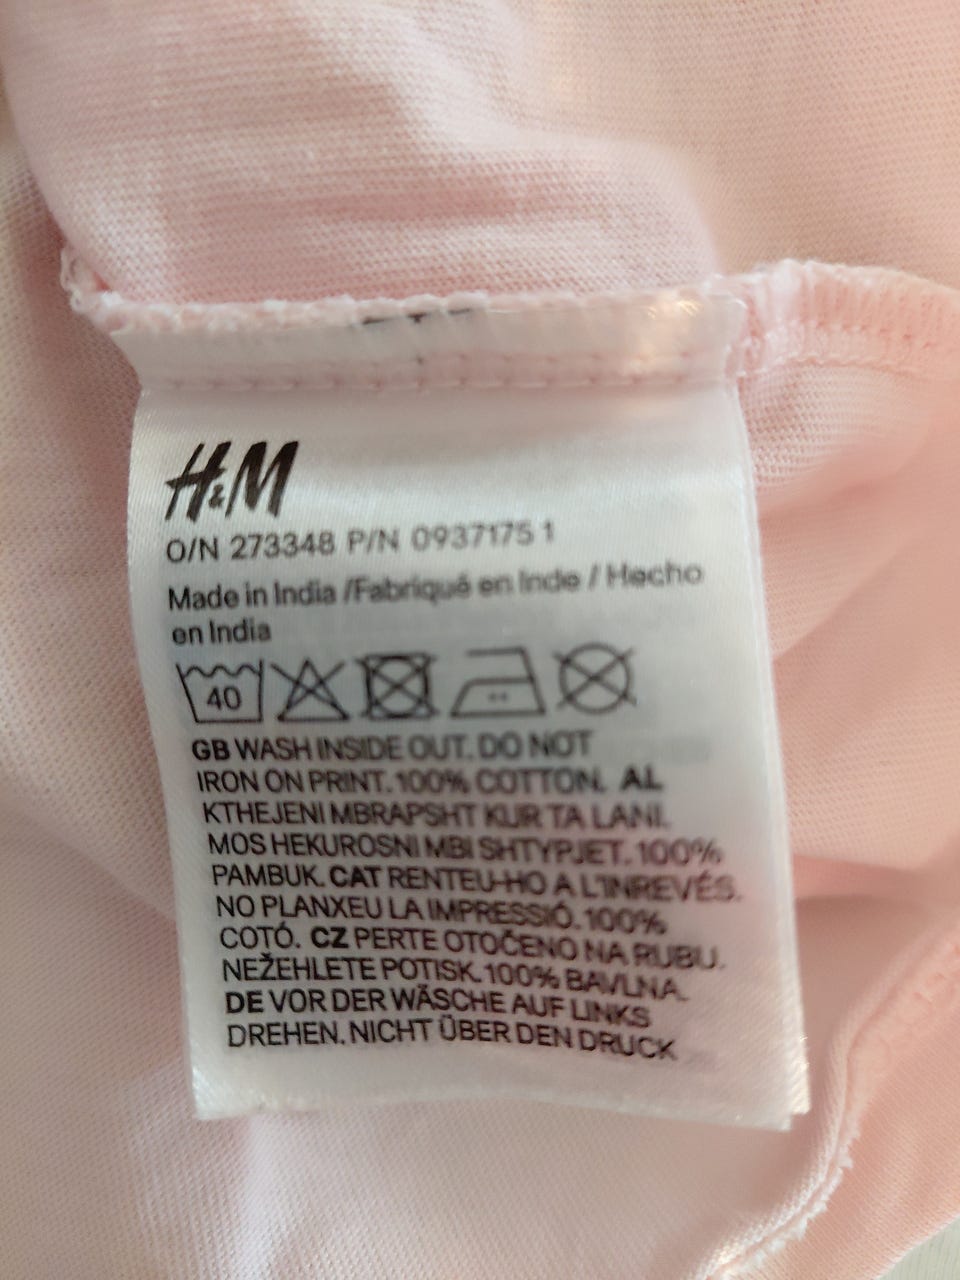 H&M
O/N 273348 P/N 0937175 1
Made in India /Fabriqué en Inde / Hecho
en India
40
GB WASH INSIDE OUT. DO NOT
IRON ON PRINT. 100% COTTON. AL
KTHEJENI MBRAPSHT KUR TA LANI.
MOS HEKUROSNI MBI SHTYPJET. 100%
PAMBUK. CAT RENTEU-HO A L'INREVÉS.
NO PLANXEU LA IMPRESSIÓ. 100%
COTÓ. CZ PERTE OTOČENO NA RUBU.
NEŽEHLETE POTISK. 100% BAVLNA.
DE VOR DER WÄSCHE AUF LINKS
DREHEN. NICHT ÜBER DEN DRUCK